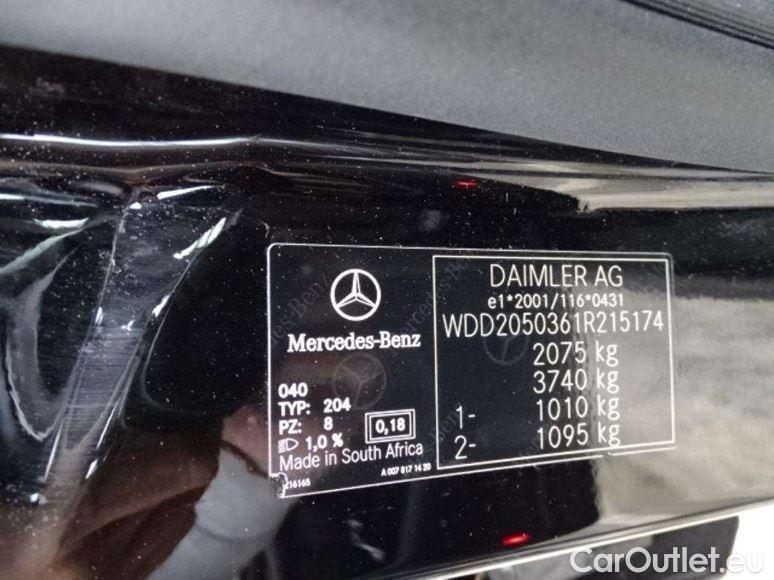 Mercedes-Benz
040
TYP: 204
PZ: 8
1,0 %
0,18
Made in South Africa
A 007 817 14 20
216165
DAIMLER AG
e1*2001/116*0431
WDD2050361R215174
2075 kg
3740 kg
1- 1010 kg
2- 1095 kg
CarOutlet.eu